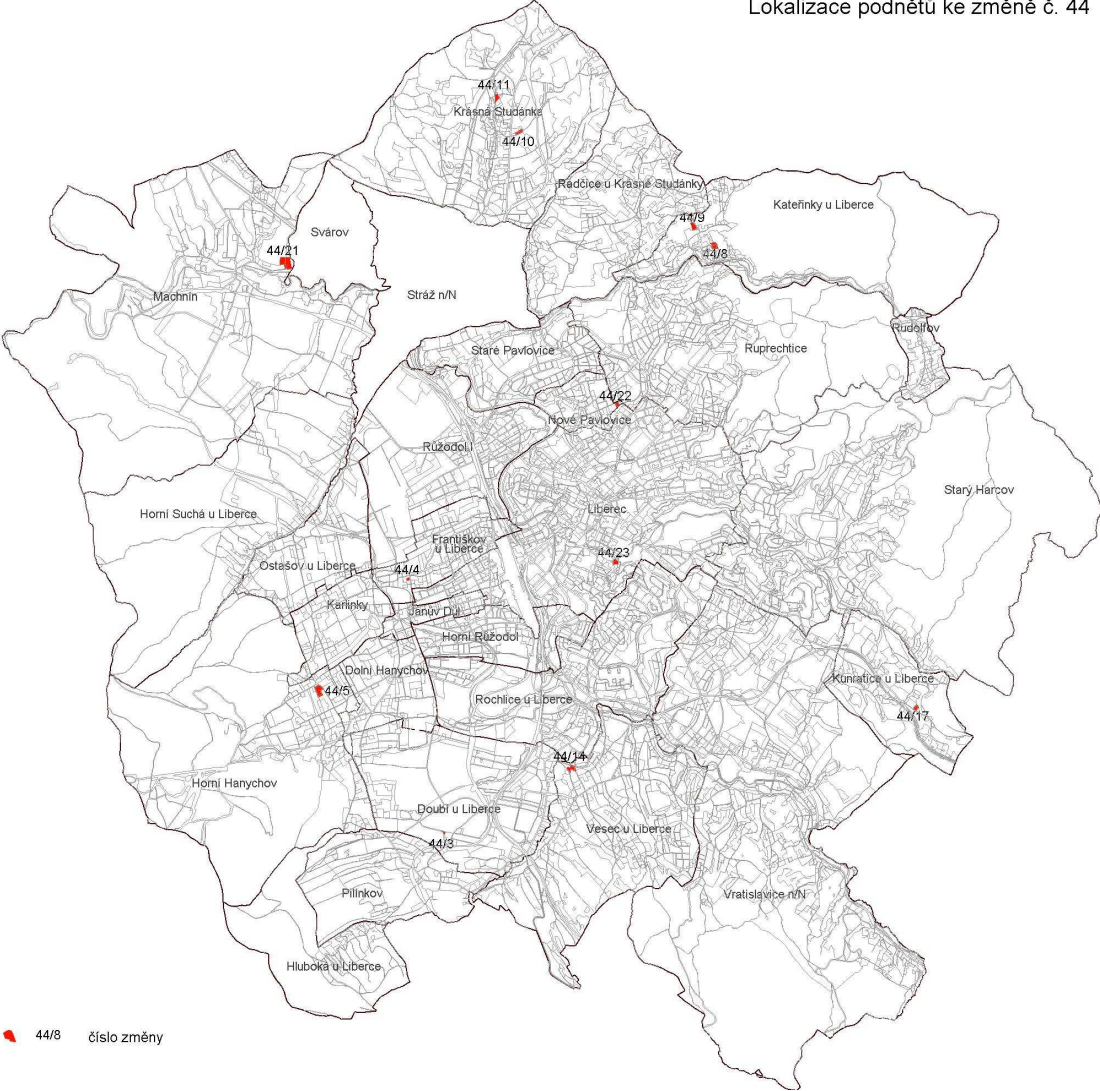 Lokalizace podnětů ke změně č. 44
44/11
Krásná Studánka
44/10
Radčice u Krásné Studánky
Kateřinky u Liberce
44/9
Svárov
44/21
44/8
Stráž n/N
Machnín
Rudolfov
Staré Pavlovice
Ruprechtice
44/22
Nové Pavlovice
Růžodol I
Starý Harcov
Horní Suchá u Liberce
Liberec
Františkov
u Liberce
44/23
Ostašov u Liberce
44/4
Karlinky
Janův Důl
Horní Růžodol
Dolní Hanychov
Kunratice u Liberce
44/5
Rochlice u Liberce
44/17
44/14
Horní Hanychov
Doubí u Liberce
Vesec u Liberce
44/3
Pilínkov
Vratislavice n/N
Hluboká u Liberce
44/8 číslo změny